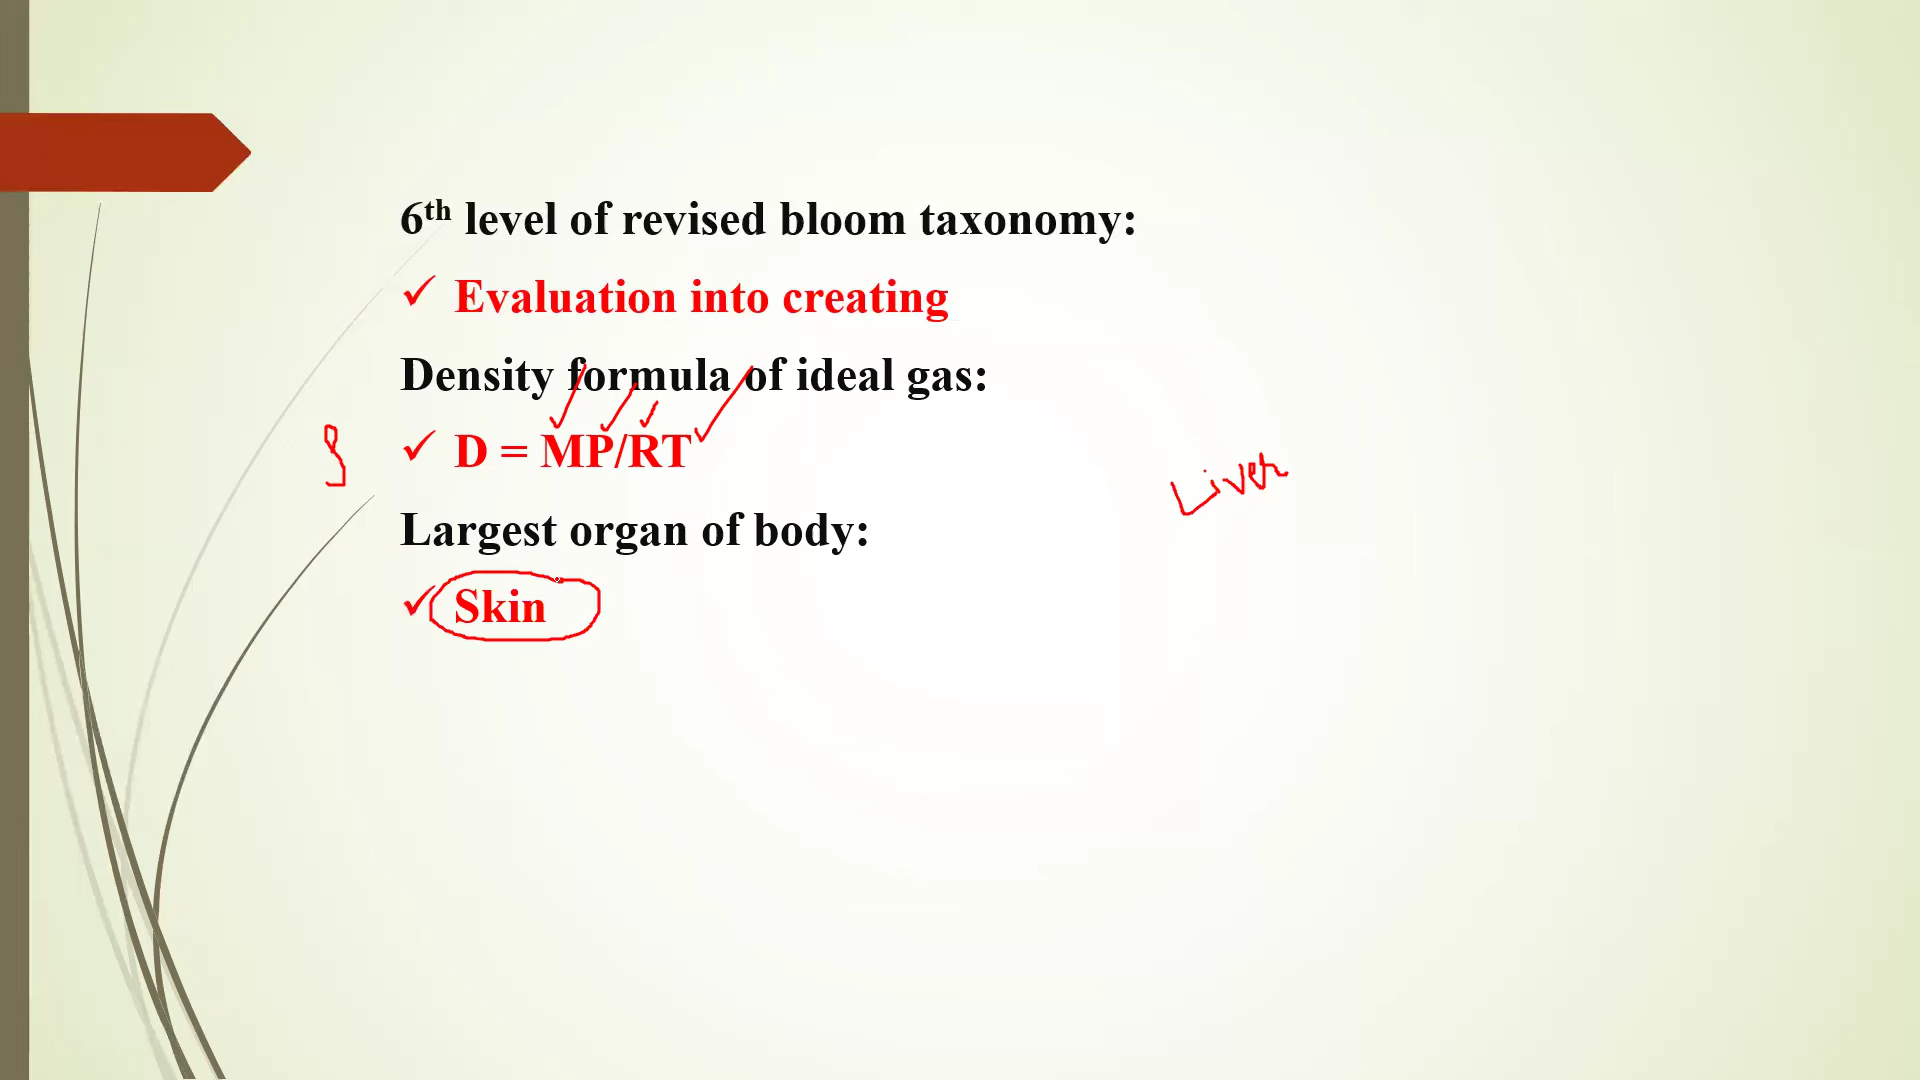 6th level of revised bloom taxonomy:
✓ Evaluation into creating
Density formula of ideal gas:
✓ D = MP/RT
Liver
Largest organ of body:
✓ Skin